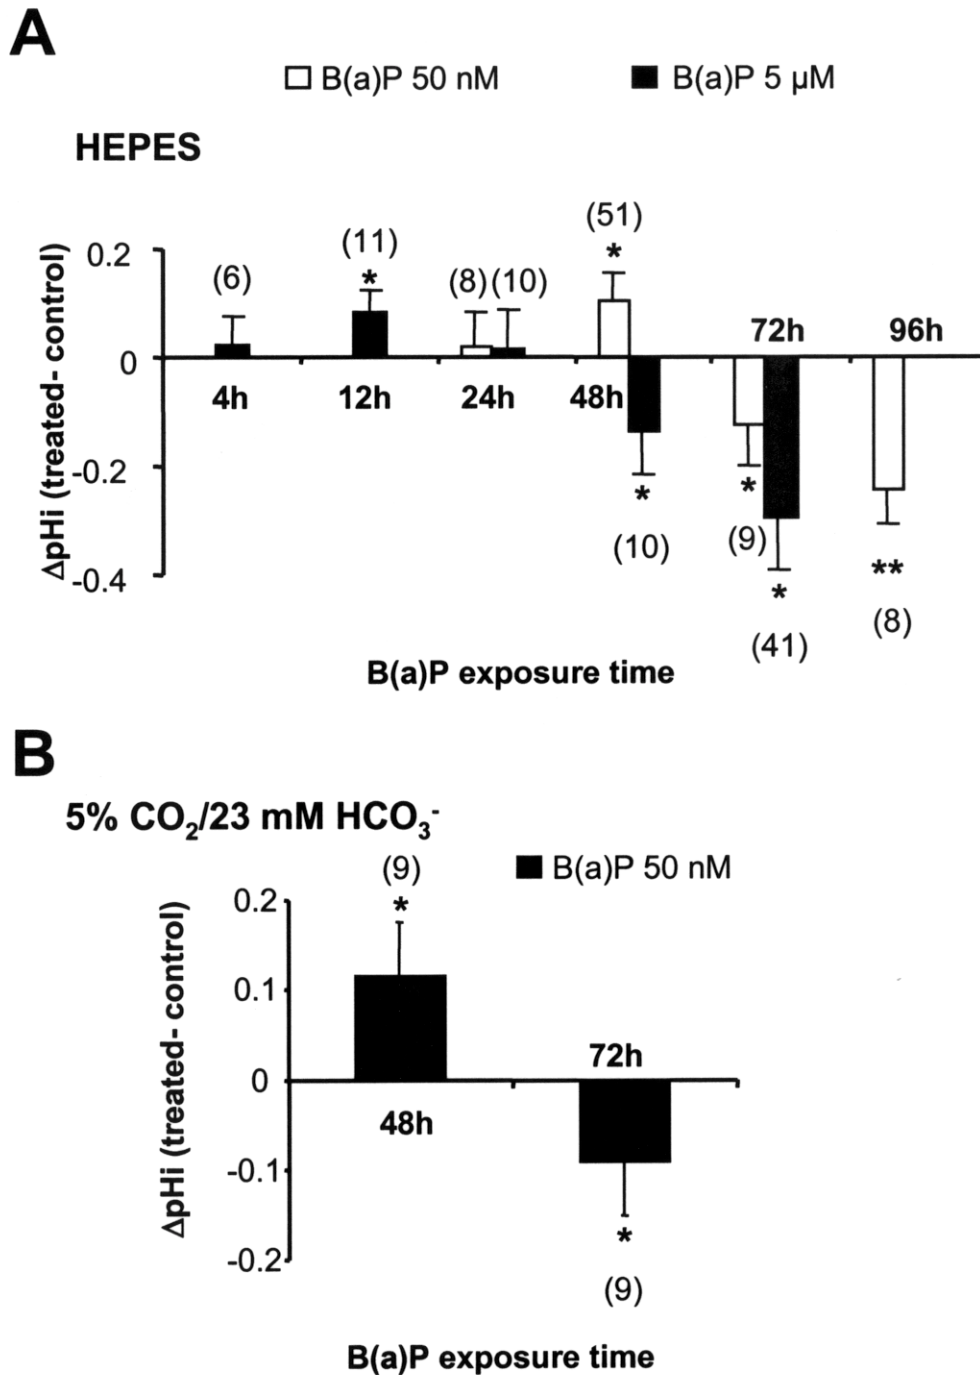 A
B(a)P 50 nM B(a)P 5 µM
HEPES
ΔpHi (treated- control)
0.2
0
-0.2
-0.4
(6)
(11)
*
(8) (10)
(51)
*
4h 12h 24h 48h 72h 96h
*
(10)
*
(9)
*
(41)
**
(8)
B(a)P exposure time
B
5% CO₂/23 mM HCO₃⁻
B(a)P 50 nM
ΔpHi (treated- control)
0.2
0.1
0
-0.1
-0.2
(9)
*
48h
72h
*
(9)
B(a)P exposure time